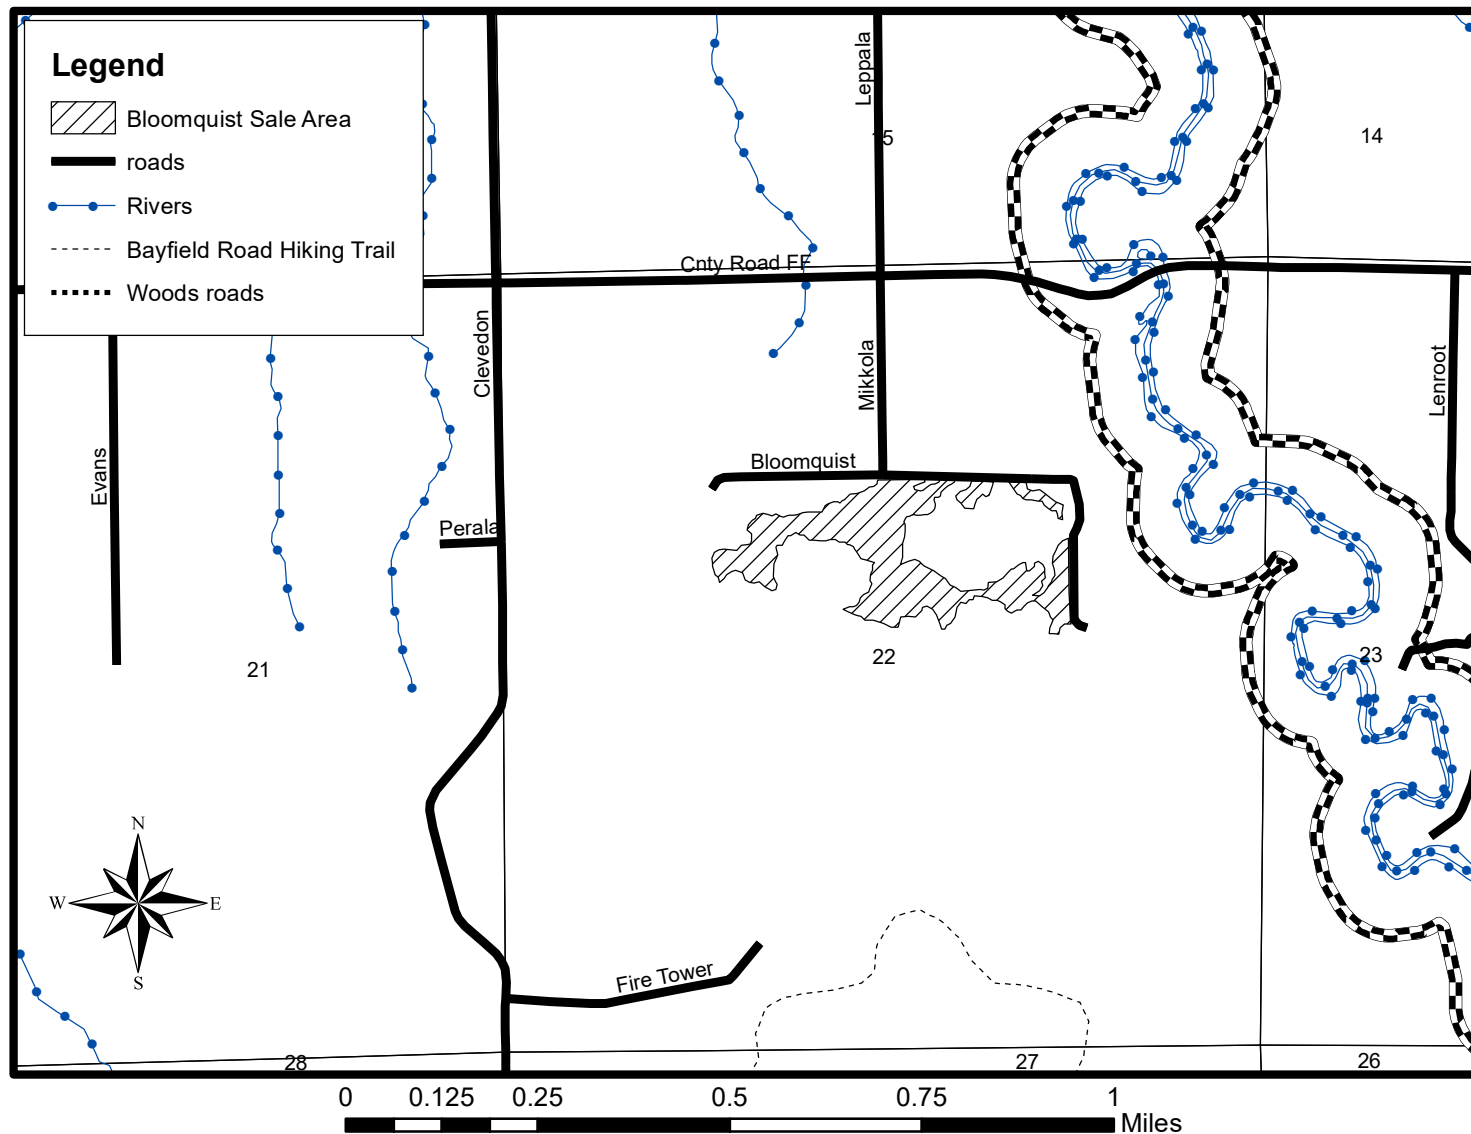 Legend
Bloomquist Sale Area
roads
Rivers
Bayfield Road Hiking Trail
Woods roads
Leppala
15
14
Cnty Road FF
Clevedon
Mikkola
Lenroot
Evans
Bloomquist
Perala
21
22
23
N
W
E
S
Fire Tower
28
27
26
0 0.125 0.25 0.5 0.75 1
Miles